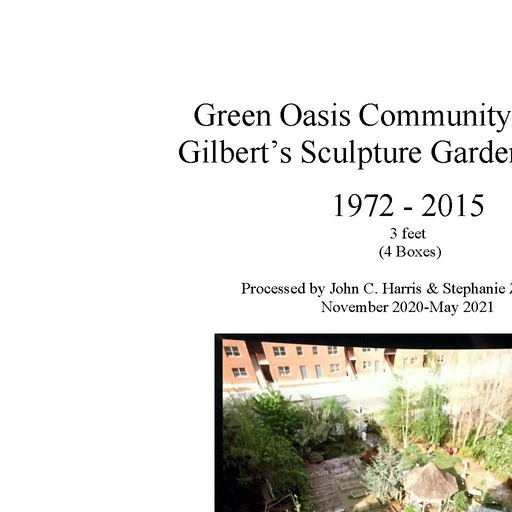 Green Oasis Community
Gilbert’s Sculpture Garden
1972 - 2015
3 feet
(4 Boxes)
Processed by John C. Harris & Stephanie
November 2020-May 2021